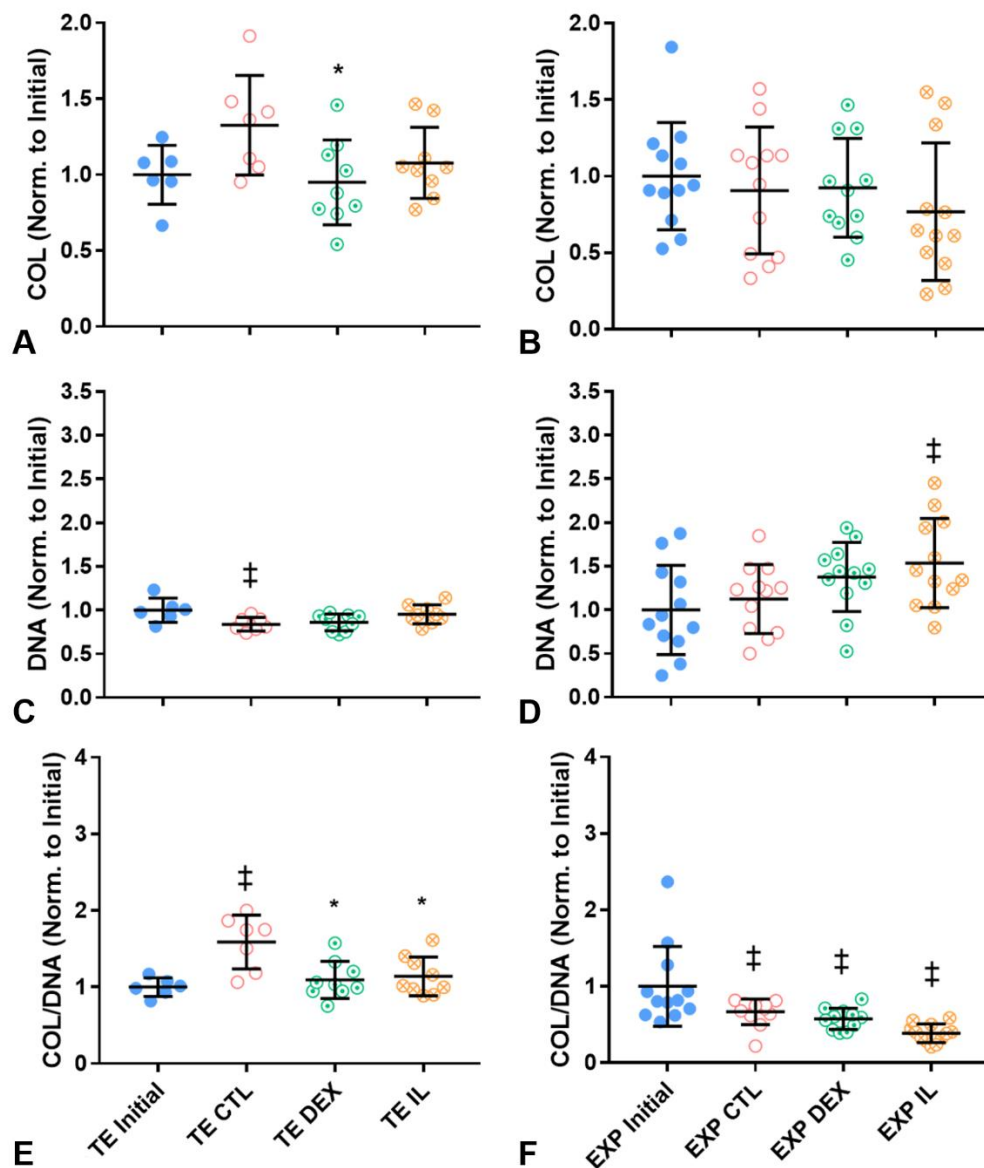 COL (Norm. to Initial)
2.0
1.5
1.0
0.5
0.0
*
A
COL (Norm. to Initial)
2.0
1.5
1.0
0.5
0.0
B
DNA (Norm. to Initial)
3.5
3.0
2.5
2.0
1.5
1.0
0.5
0.0
‡
C
DNA (Norm. to Initial)
3.5
3.0
2.5
2.0
1.5
1.0
0.5
0.0
‡
D
COL/DNA (Norm. to Initial)
4
3
2
1
0
‡ * *
TE Initial
TE CTL
TE DEX
TE IL
E
COL/DNA (Norm. to Initial)
4
3
2
1
0
‡ ‡ ‡
EXP Initial
EXP CTL
EXP DEX
EXP IL
F